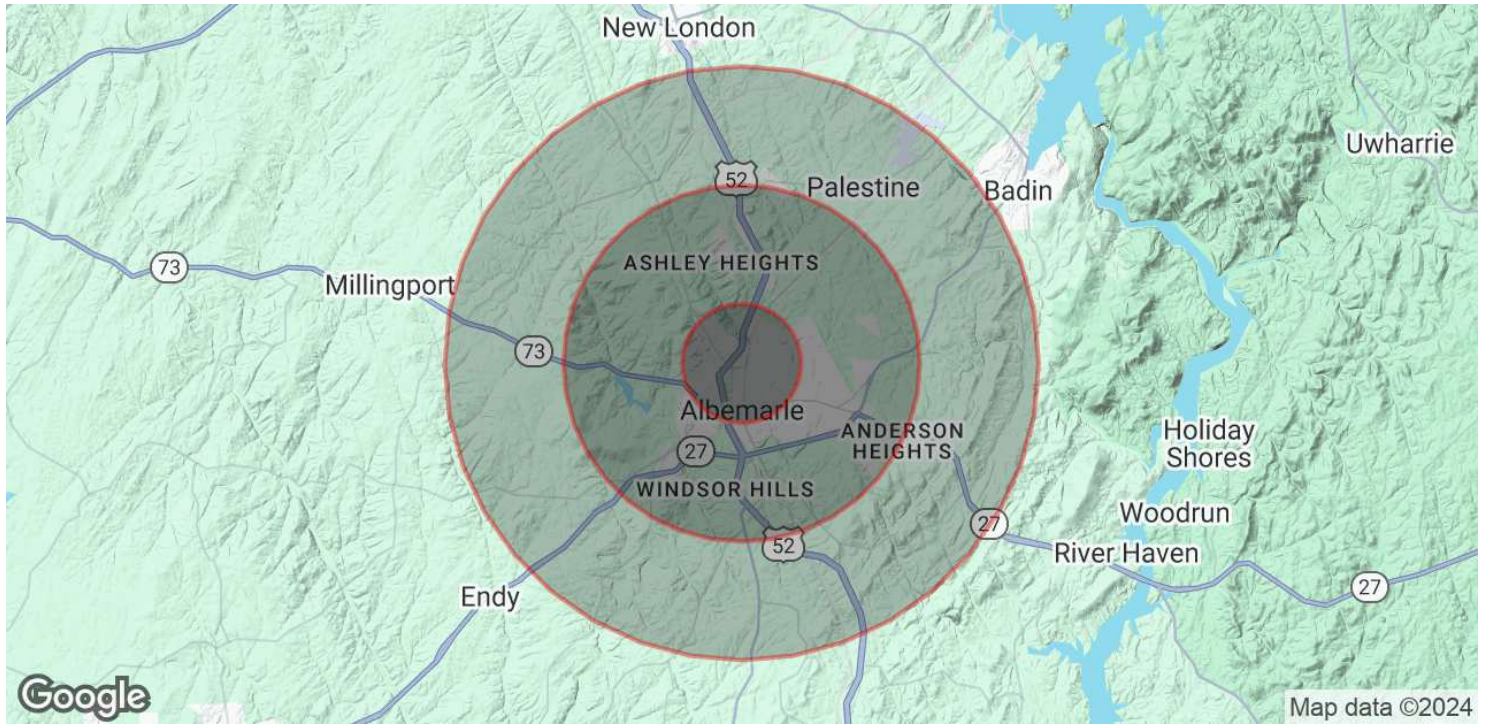 New London
Uwharrie
52
Palestine
Badin
ASHLEY HEIGHTS
73
Millingport
73
Albemarle
ANDERSON
HEIGHTS
Holiday
Shores
27
WINDSOR HILLS
Woodrun
27
52
River Haven
27
Endy
Google
Map data ©2024